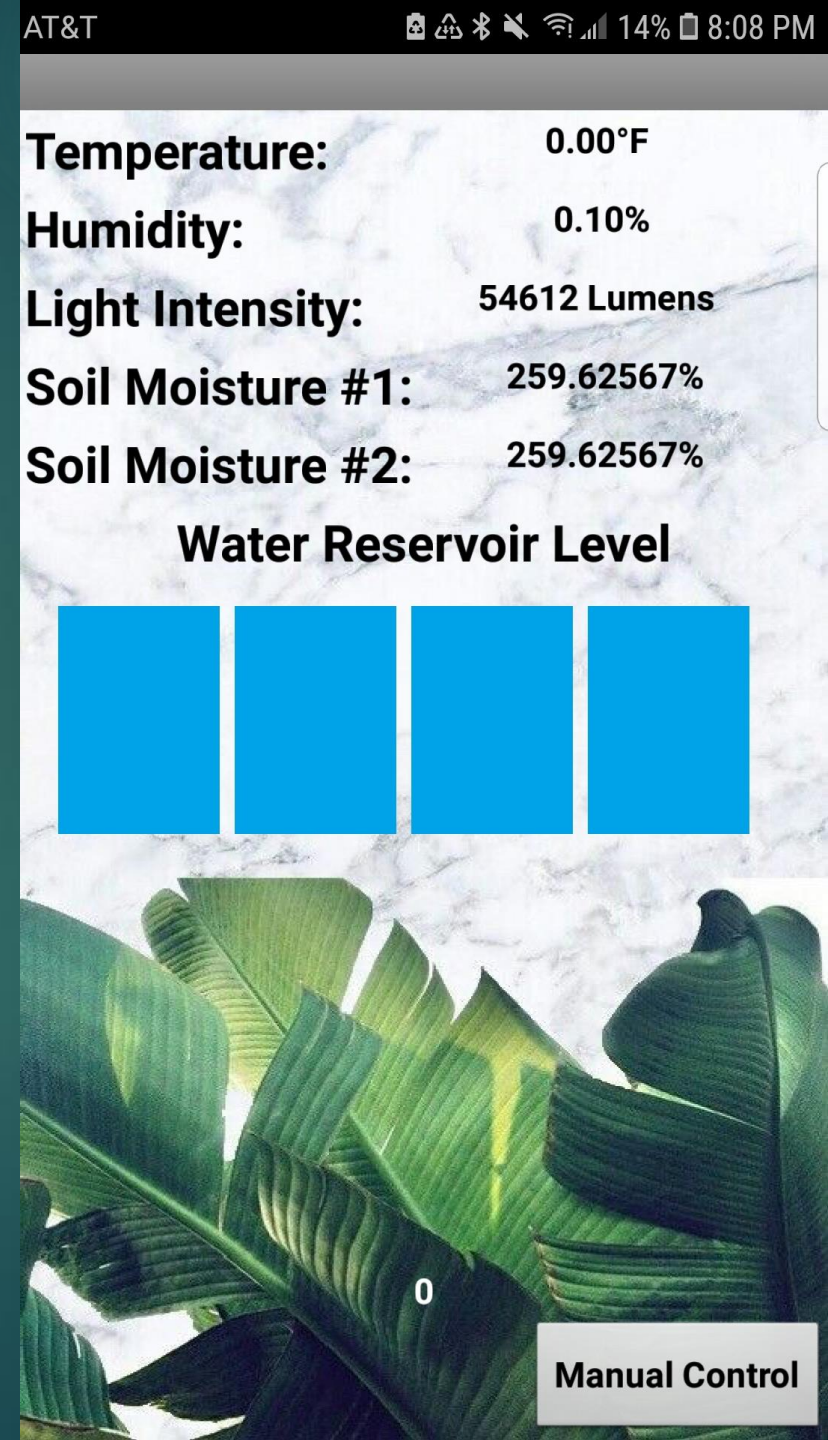 AT&T 14% 8:08 PM
Temperature: 0.00°F
Humidity: 0.10%
Light Intensity: 54612 Lumens
Soil Moisture #1: 259.62567%
Soil Moisture #2: 259.62567%
Water Reservoir Level
0
Manual Control